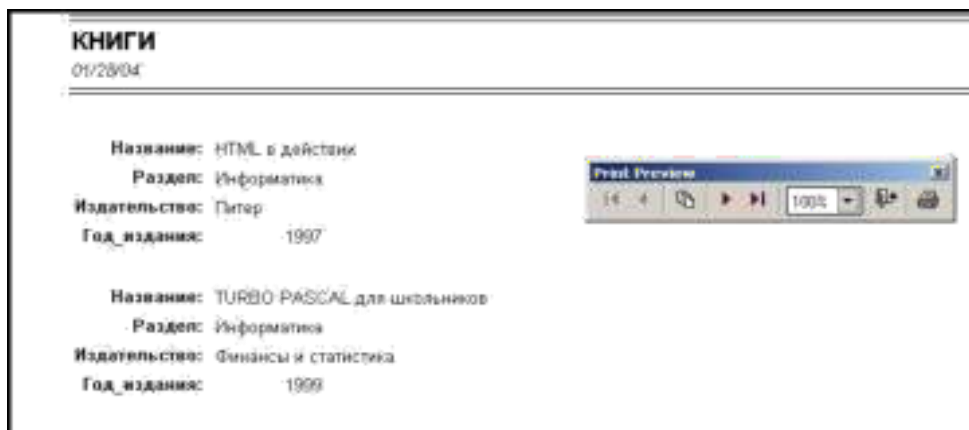 КНИГИ
01/28/04
Название: HTML в действии
Раздел: Информатика
Издательство: Питер
Год_издания: 1997
Print Preview
100%
Название: TURBO PASCAL для школьников
Раздел: Информатика
Издательство: Финансы и статистика
Год_издания: 1999